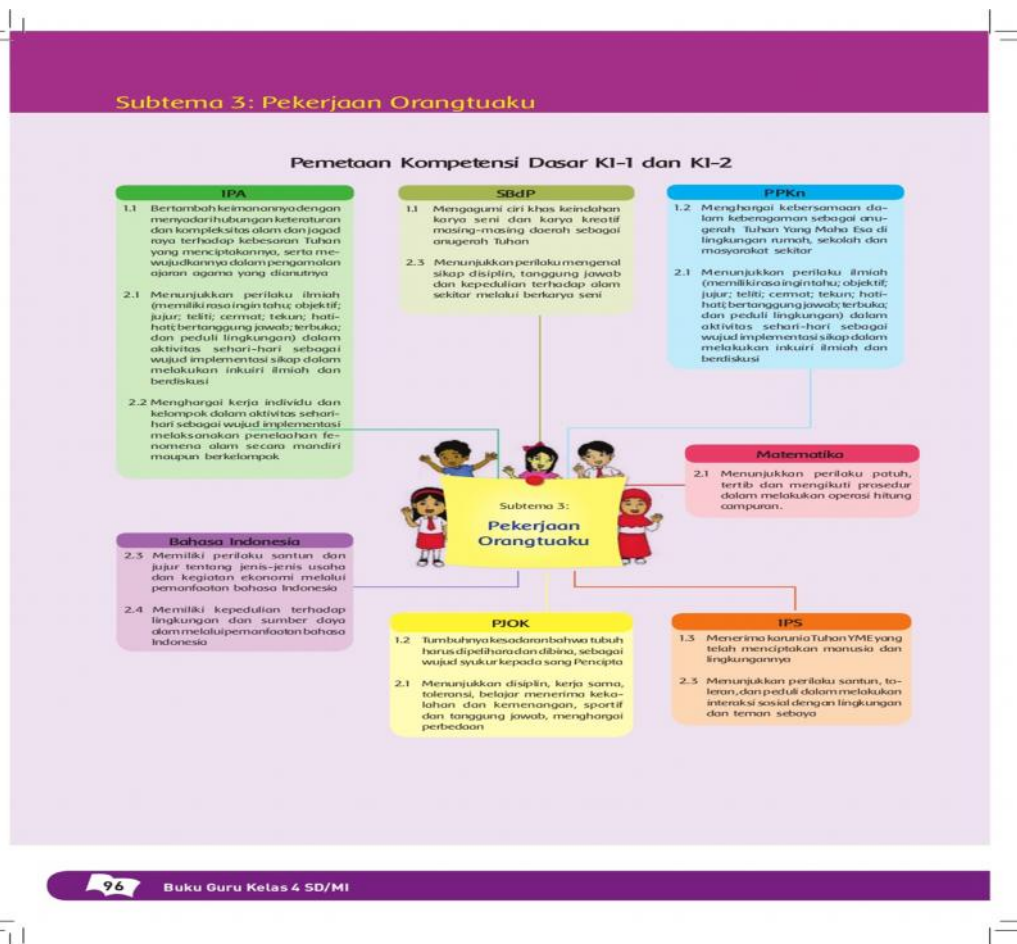 Subtema 3: Pekerjaan Orangtuaku
Pemetaan Kompetensi Dasar KI-1 dan KI-2
IPA
1.1 Bertambah keimanannya dengan
menyadari hubungan keteraturan
dan kompleksitas alam dan jagad
raya terhadap kebesaran Tuhan
yang menciptakannya, serta me-
wujudkannya dalam pengamalan
ajaran agama yang dianutnya
2.1 Menunjukkan perilaku ilmiah
(memiliki rasa ingin tahu; objektif;
jujur; teliti; cermat; tekun; hati-
hati; bertanggung jawab; terbuka;
dan peduli lingkungan) dalam
aktivitas sehari-hari sebagai
wujud implementasi sikap dalam
melakukan inkuiri ilmiah dan
berdiskusi
2.2 Menghargai kerja individu dan
kelompok dalam aktivitas sehari-
hari sebagai wujud implementasi
melaksanakan penelaahan fe-
nomena alam secara mandiri
maupun berkelompok
SBdP
1.1 Mengagumi ciri khas keindahan
karya seni dan karya kreatif
masing-masing daerah sebagai
anugerah Tuhan
2.3 Menunjukkan perilaku mengenal
sikap disiplin, tanggung jawab
dan kepedulian terhadap alam
sekitar melalui berkarya seni
PPKn
1.2 Menghargai kebersamaan da-
lam keberagaman sebagai anu-
gerah Tuhan Yang Maha Esa di
lingkungan rumah, sekolah dan
masyarakat sekitar
2.1 Menunjukkan perilaku ilmiah
(memiliki rasa ingin tahu; objektif;
jujur; teliti; cermat; tekun; hati-
hati; bertanggung jawab; terbuka;
dan peduli lingkungan) dalam
aktivitas sehari-hari sebagai
wujud implementasi sikap dalam
melakukan inkuiri ilmiah dan
berdiskusi
Matematika
2.1 Menunjukkan perilaku patuh,
tertib dan mengikuti prosedur
dalam melakukan operasi hitung
campuran.
Subtema 3:
Pekerjaan
Orangtuaku
Bahasa Indonesia
2.3 Memiliki perilaku santun dan
jujur tentang jenis-jenis usaha
dan kegiatan ekonomi melalui
pemanfaatan bahasa Indonesia
2.4 Memiliki kepedulian terhadap
lingkungan dan sumber daya
alam melalui pemanfaatan bahasa
Indonesia
PJOK
1.2 Tumbuhnya kesadaran bahwa tubuh
harus dipelihara dan dibina, sebagai
wujud syukur kepada sang Pencipta
2.1 Menunjukkan disiplin, kerja sama,
toleransi, belajar menerima keka-
lahan dan kemenangan, sportif
dan tanggung jawab, menghargai
perbedaan
IPS
1.3 Menerima karunia Tuhan YME yang
telah menciptakan manusia dan
lingkungannya
2.3 Menunjukkan perilaku santun, to-
leran, dan peduli dalam melakukan
interaksi sosial dengan lingkungan
dan teman sebaya
96 Buku Guru Kelas 4 SD/MI